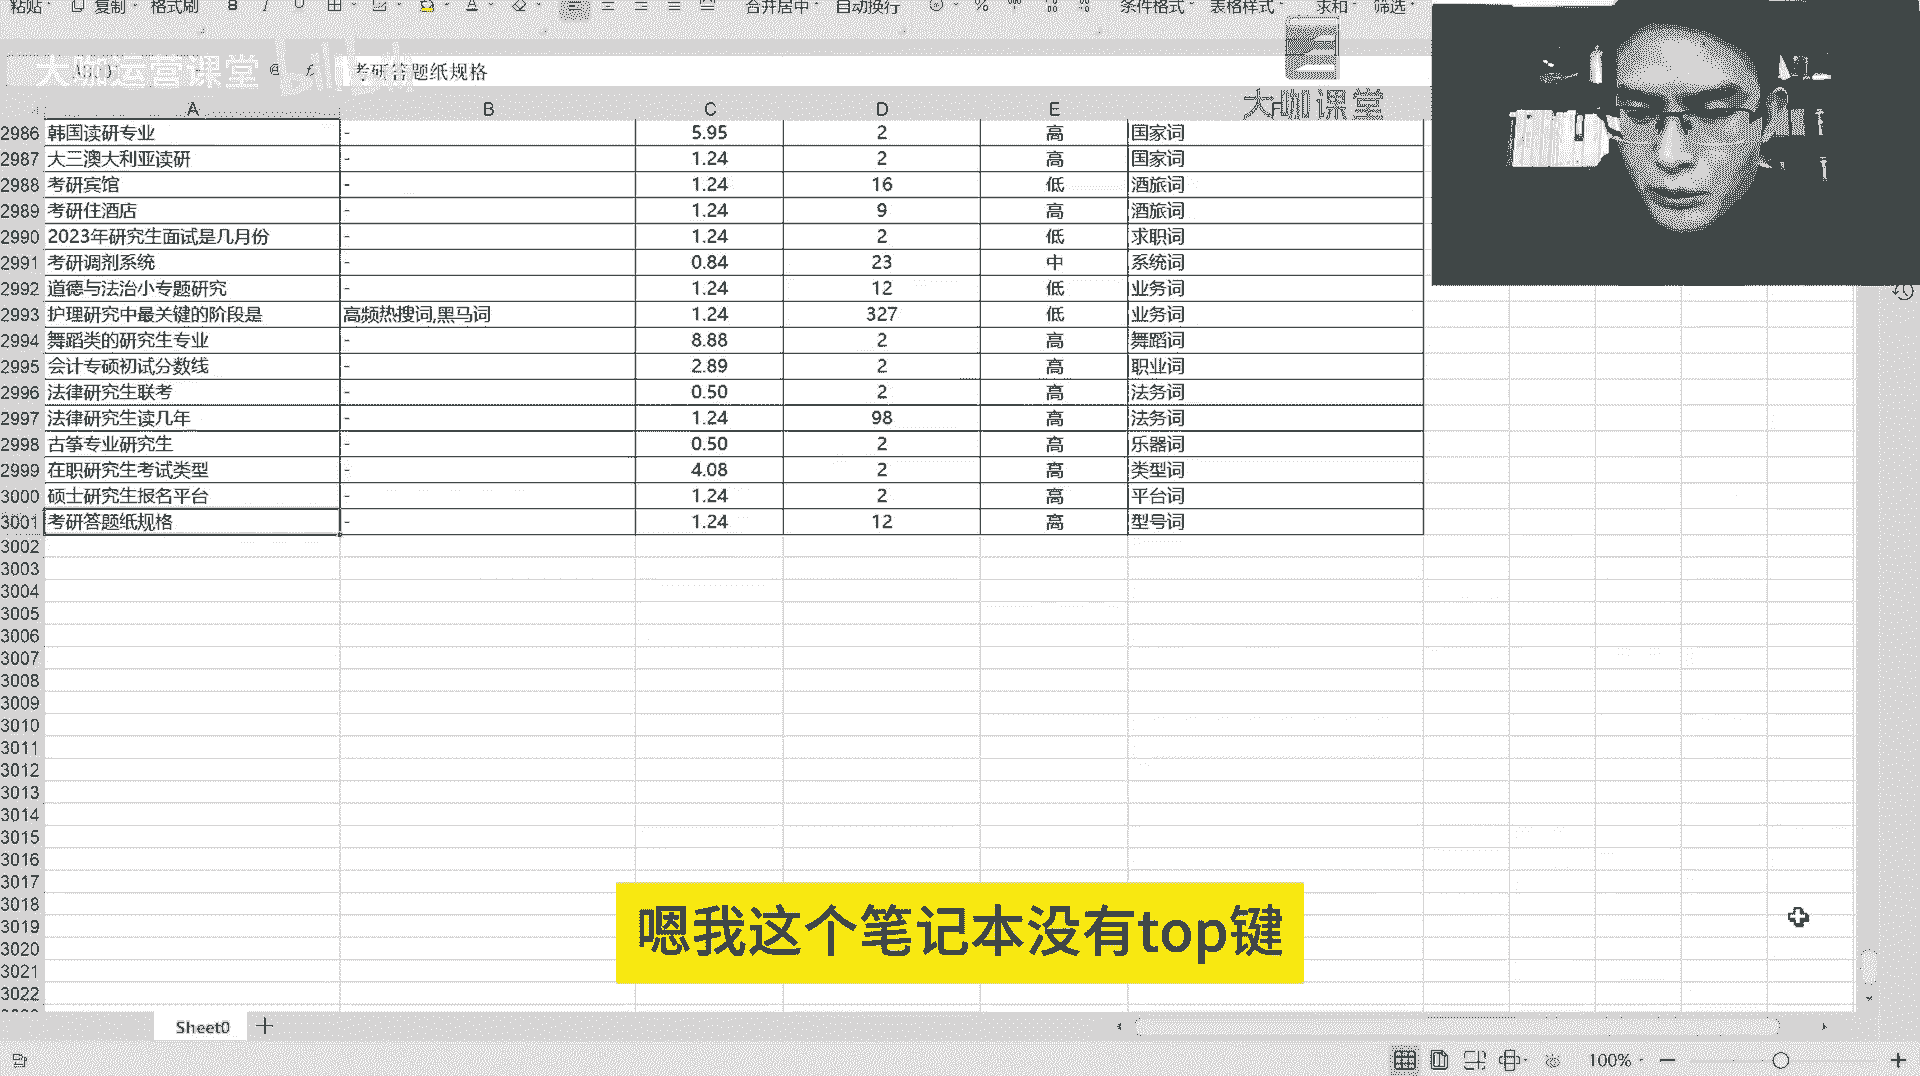 粘贴 复制 格式刷 B I U A 合并居中 自动换行 % 条件格式 表格样式 求和 筛选
大咖运营课堂 考研答题纸规格
大咖课堂
A B C D E F
2986 韩国读研专业 - 5.95 2 高 国家词
2987 大三澳大利亚读研 - 1.24 2 高 国家词
2988 考研宾馆 - 1.24 16 低 酒旅词
2989 考研住酒店 - 1.24 9 高 酒旅词
2990 2023年研究生面试是几月份 - 1.24 2 低 求职词
2991 考研调剂系统 - 0.84 23 中 系统词
2992 道德与法治小专题研究 - 1.24 12 低 业务词
2993 护理研究中最关键的阶段是 高频热搜词,黑马词 1.24 327 低 业务词
2994 舞蹈类的研究生专业 - 8.88 2 高 舞蹈词
2995 会计专硕初试分数线 - 2.89 2 高 职业词
2996 法律研究生联考 - 0.50 2 高 法务词
2997 法律研究生读几年 - 1.24 98 高 法务词
2998 古筝专业研究生 - 0.50 2 高 乐器词
2999 在职研究生考试类型 - 4.08 2 高 类型词
3000 硕士研究生报名平台 - 1.24 2 高 平台词
3001 考研答题纸规格 - 1.24 12 高 型号词
3002
3003
3004
3005
3006
3007
3008
3009
3010
3011
3012
3013
3014
3015
3016
3017
3018
3019
3020
3021
3022
嗯我这个笔记本没有top键
Sheet0
100%